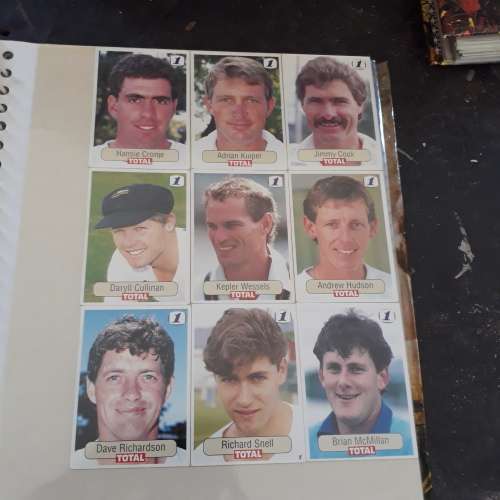 1
Hansie Cronje
TOTAL
1
Adrian Kuiper
TOTAL
1
Jimmy Cook
TOTAL
1
Daryll Cullinan
TOTAL
1
Kepler Wessels
TOTAL
1
Andrew Hudson
TOTAL
1
Dave Richardson
TOTAL
1
Richard Snell
TOTAL
1
Brian McMillan
TOTAL